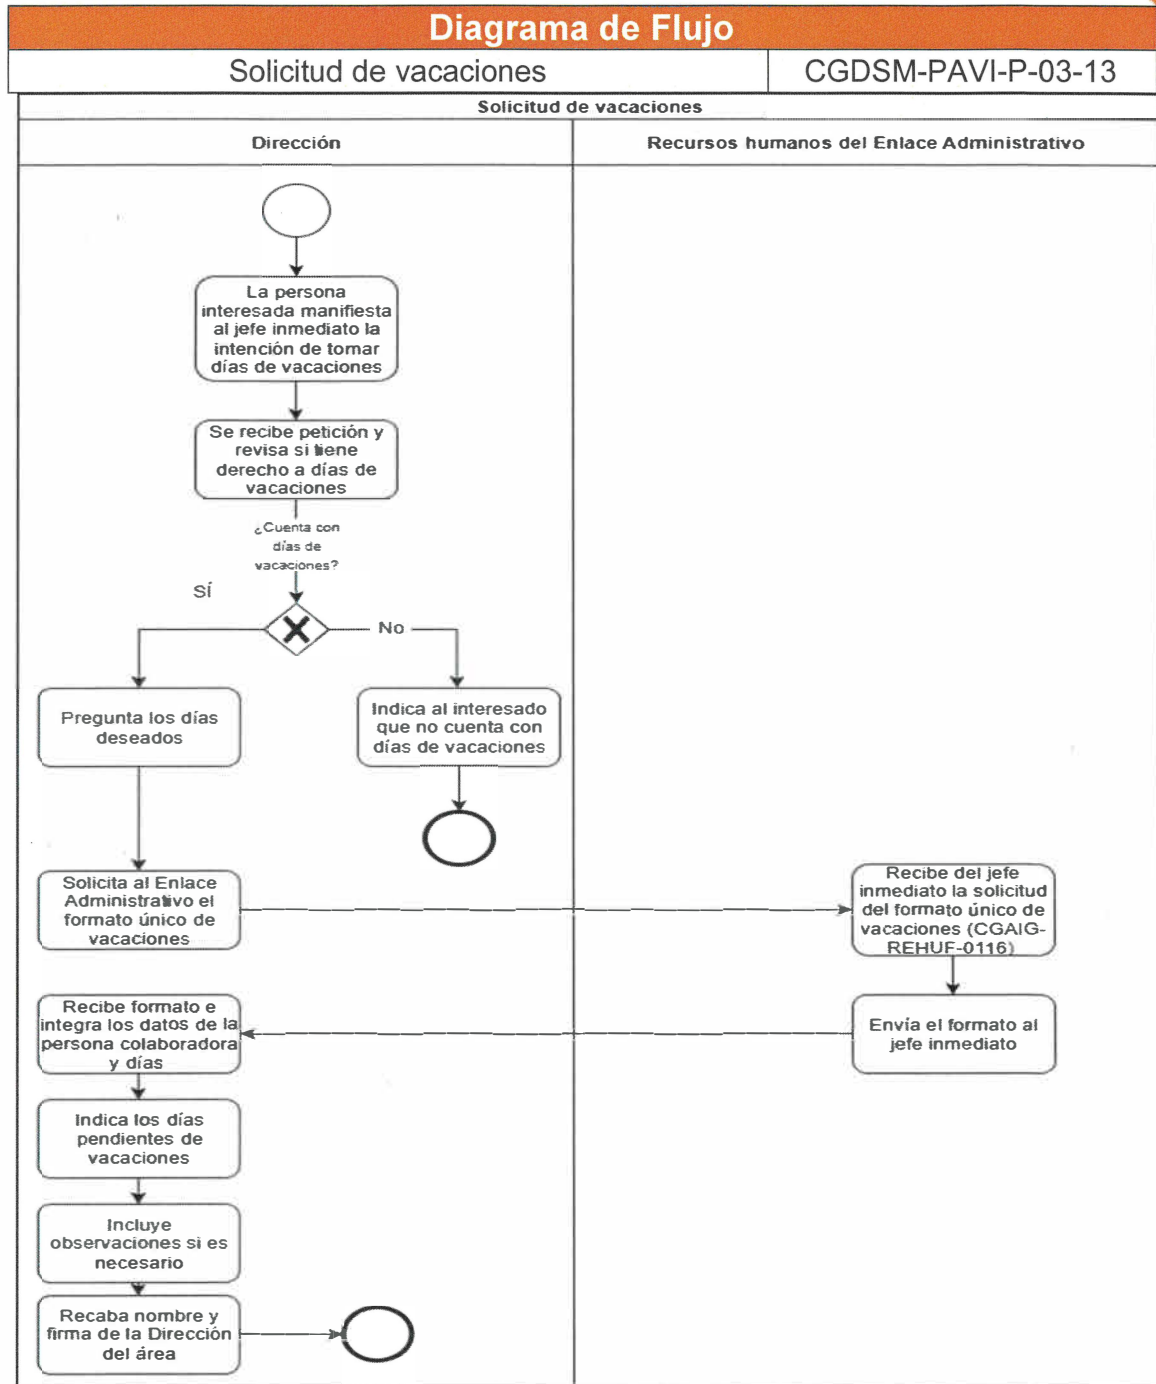 Diagrama de Flujo
Solicitud de vacaciones
CGDSM-PAVI-P-03-13
Solicitud de vacaciones
Dirección
Recursos humanos del Enlace Administrativo
La persona
interesada manifiesta
al jefe inmediato la
intención de tomar
días de vacaciones
Se recibe petición y
revisa si tiene
derecho a días de
vacaciones
¿Cuenta con
días de
vacaciones?
SÍ
No
Pregunta los días
deseados
Indica al interesado
que no cuenta con
días de vacaciones
Solicita al Enlace
Administrativo el
formato único de
vacaciones
Recibe del jefe
inmediato la solicitud
del formato único de
vacaciones (CGAIG-
REHUF-0116)
Recibe formato e
integra los datos de la
persona colaboradora
y días
Envía el formato al
jefe inmediato
Indica los días
pendientes de
vacaciones
Incluye
observaciones si es
necesario
Recaba nombre y
firma de la Dirección
del área